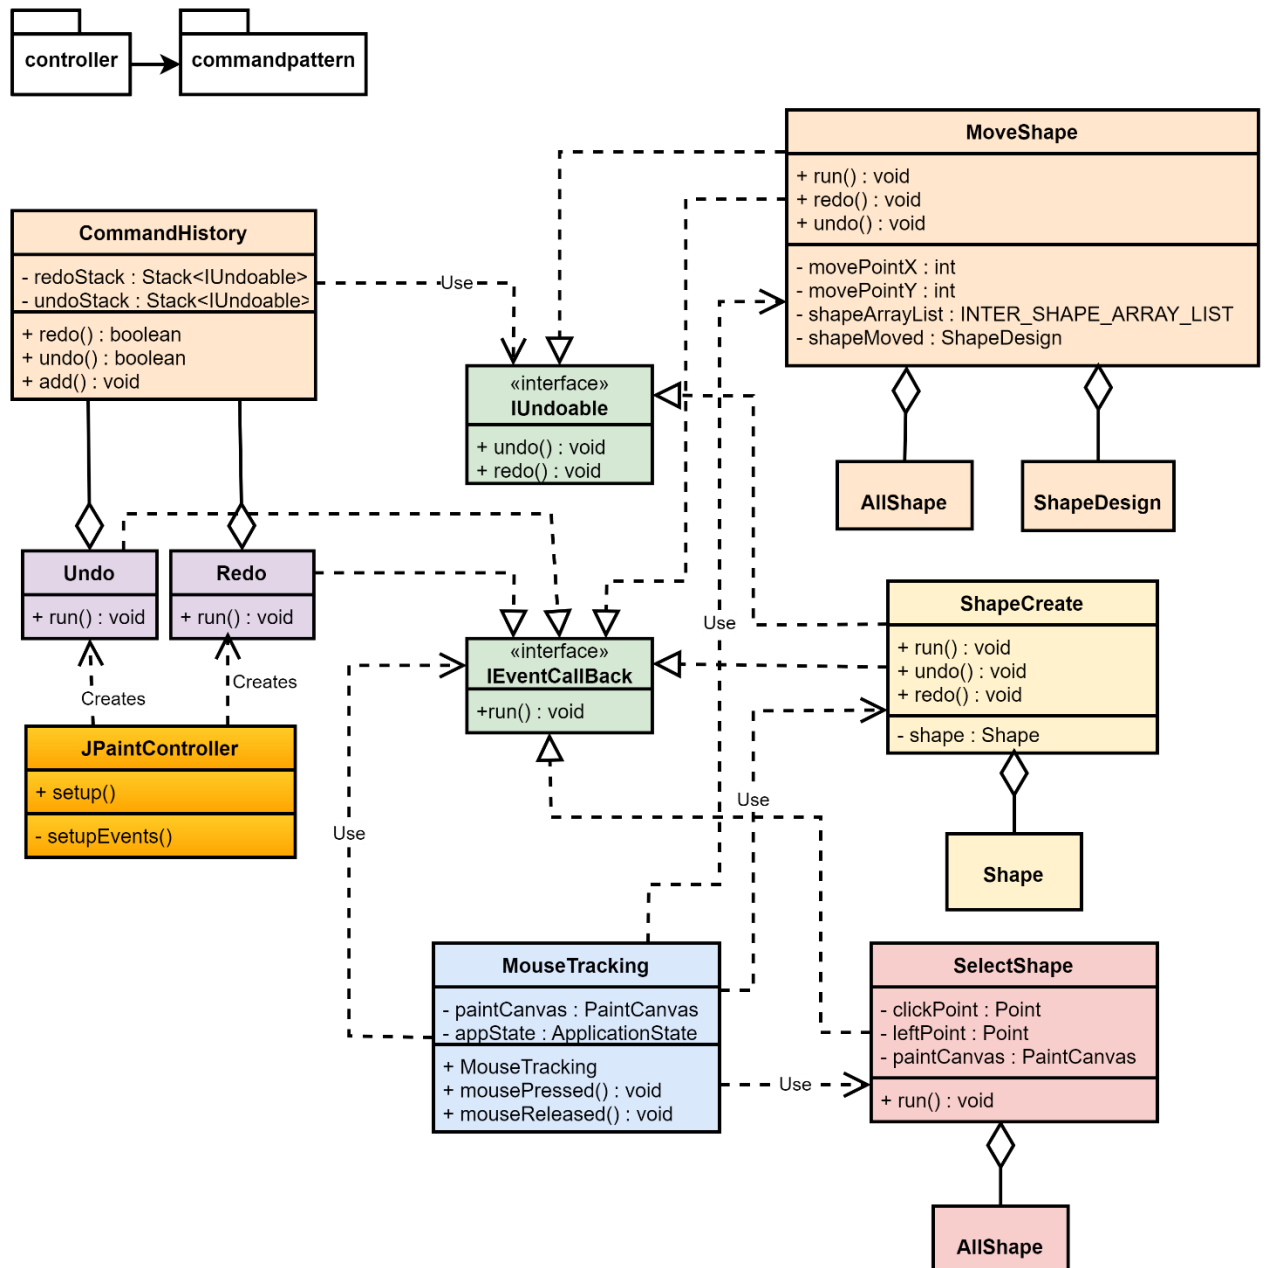 controller
commandpattern
MoveShape
+ run() : void
+ redo() : void
+ undo() : void
- movePointX : int
- movePointY : int
- shapeArrayList : INTER_SHAPE_ARRAY_LIST
- shapeMoved : ShapeDesign
CommandHistory
- redoStack : Stack<IUndoable>
- undoStack : Stack<IUndoable>
+ redo() : boolean
+ undo() : boolean
+ add() : void
Use
«interface»
IUndoable
+ undo() : void
+ redo() : void
AllShape
ShapeDesign
Undo
+ run() : void
Redo
+ run() : void
Creates
Creates
«interface»
IEventCallBack
+run() : void
Use
ShapeCreate
+ run() : void
+ undo() : void
+ redo() : void
- shape : Shape
JPaintController
+ setup()
- setupEvents()
Use
Use
Shape
MouseTracking
- paintCanvas : PaintCanvas
- appState : ApplicationState
+ MouseTracking
+ mousePressed() : void
+ mouseReleased() : void
Use
SelectShape
- clickPoint : Point
- leftPoint : Point
- paintCanvas : PaintCanvas
+ run() : void
AllShape